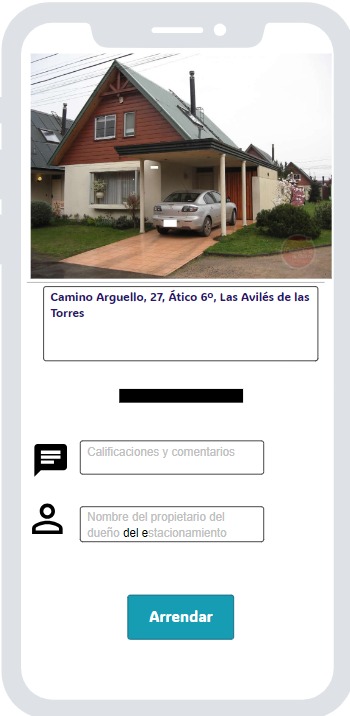 Camino Arguello, 27, Ático 6º, Las Avilés de las
Torres
Calificaciones y comentarios
Nombre del propietario del
dueño del estacionamiento
Arrendar